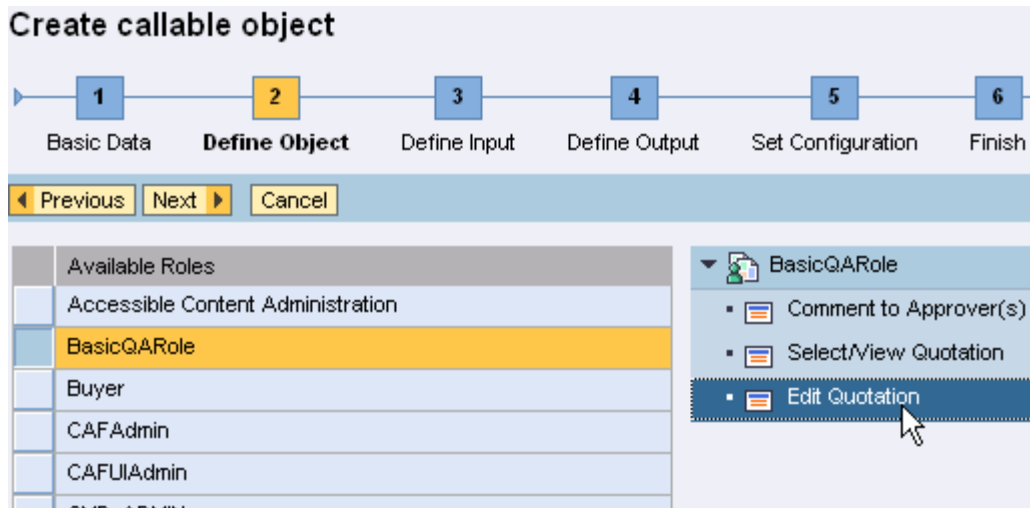 Create callable object
1 2 3 4 5 6
Basic Data Define Object Define Input Define Output Set Configuration Finish
Previous Next Cancel
Available Roles
Accessible Content Administration
BasicQARole
Buyer
CAFAdmin
CAFUIAdmin
BasicQARole
Comment to Approver(s)
Select/View Quotation
Edit Quotation